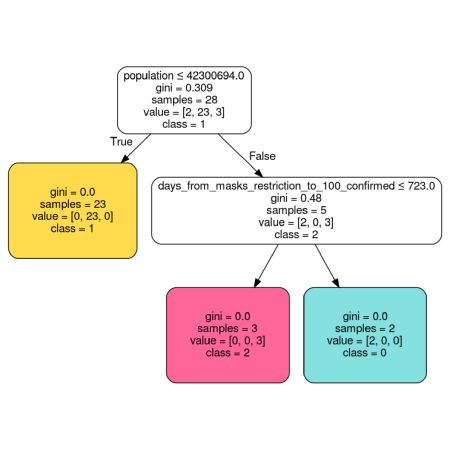 population ≤ 42300694.0
gini = 0.309
samples = 28
value = [2, 23, 3]
class = 1
True
False
gini = 0.0
samples = 23
value = [0, 23, 0]
class = 1
days_from_masks_restriction_to_100_confirmed ≤ 723.0
gini = 0.48
samples = 5
value = [2, 0, 3]
class = 2
gini = 0.0
samples = 3
value = [0, 0, 3]
class = 2
gini = 0.0
samples = 2
value = [2, 0, 0]
class = 0